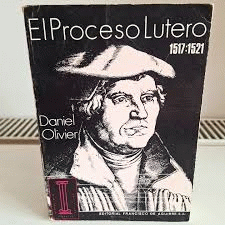 El Proceso Lutero
1517:1521
Daniel
Olivier
EDITORIAL FRANCISCO DE AGUIRRE S.A.